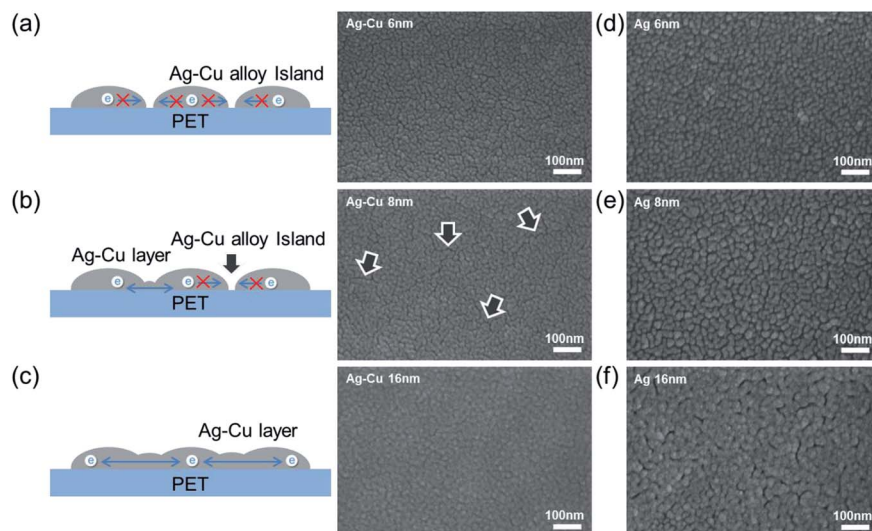 (a)
Ag-Cu alloy Island
e
e
e
PET
Ag-Cu 6nm
100nm
(d)
Ag 6nm
100nm
(b)
Ag-Cu layer
Ag-Cu alloy Island
e
e
e
PET
Ag-Cu 8nm
100nm
(e)
Ag 8nm
100nm
(c)
Ag-Cu layer
e
e
e
PET
Ag-Cu 16nm
100nm
(f)
Ag 16nm
100nm